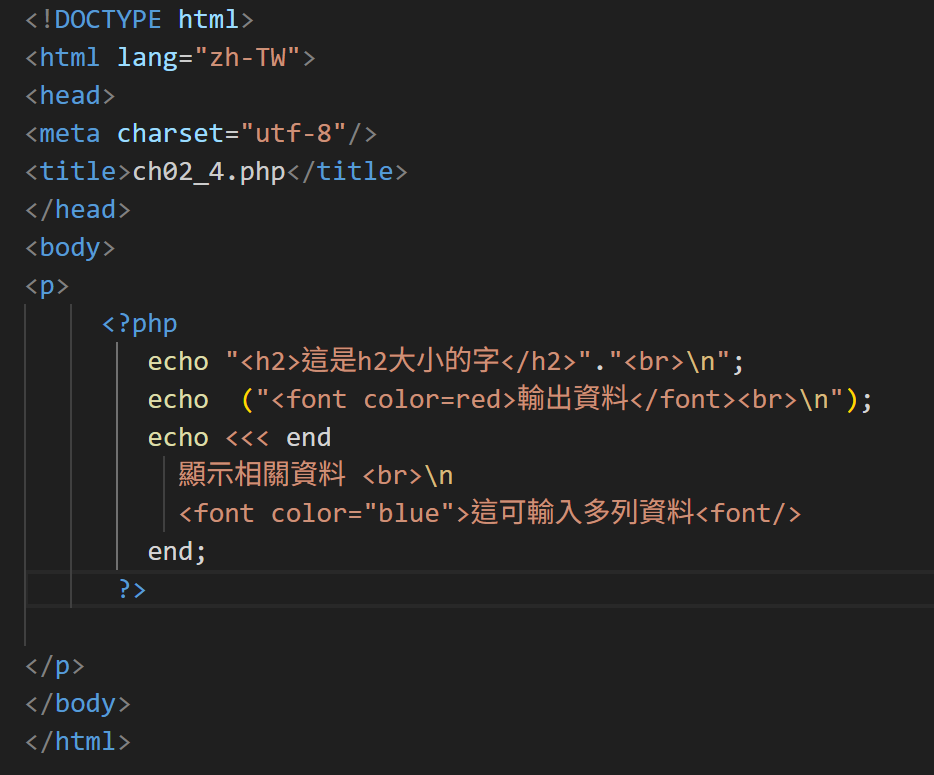 <!DOCTYPE html>
<html lang="zh-TW">
<head>
<meta charset="utf-8"/>
<title>ch02_4.php</title>
</head>
<body>
<p>
<?php
echo "<h2>這是h2大小的字</h2>"."<br>\n";
echo  ("<font color=red>輸出資料</font><br>\n");
echo <<< end
顯示相關資料 <br>\n
<font color="blue">這可輸入多列資料<font/>
end;
?>
</p>
</body>
</html>